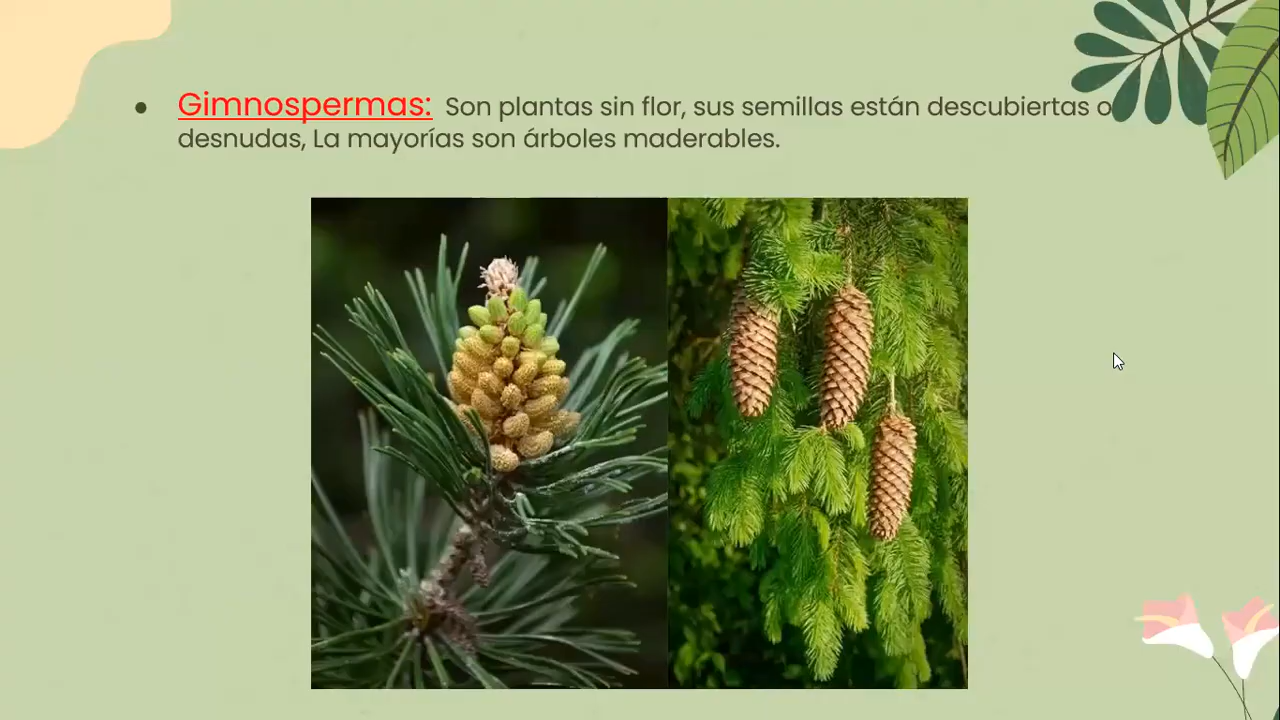 ● Gimnospermas: Son plantas sin flor, sus semillas están descubiertas o
desnudas, La mayorías son árboles maderables.